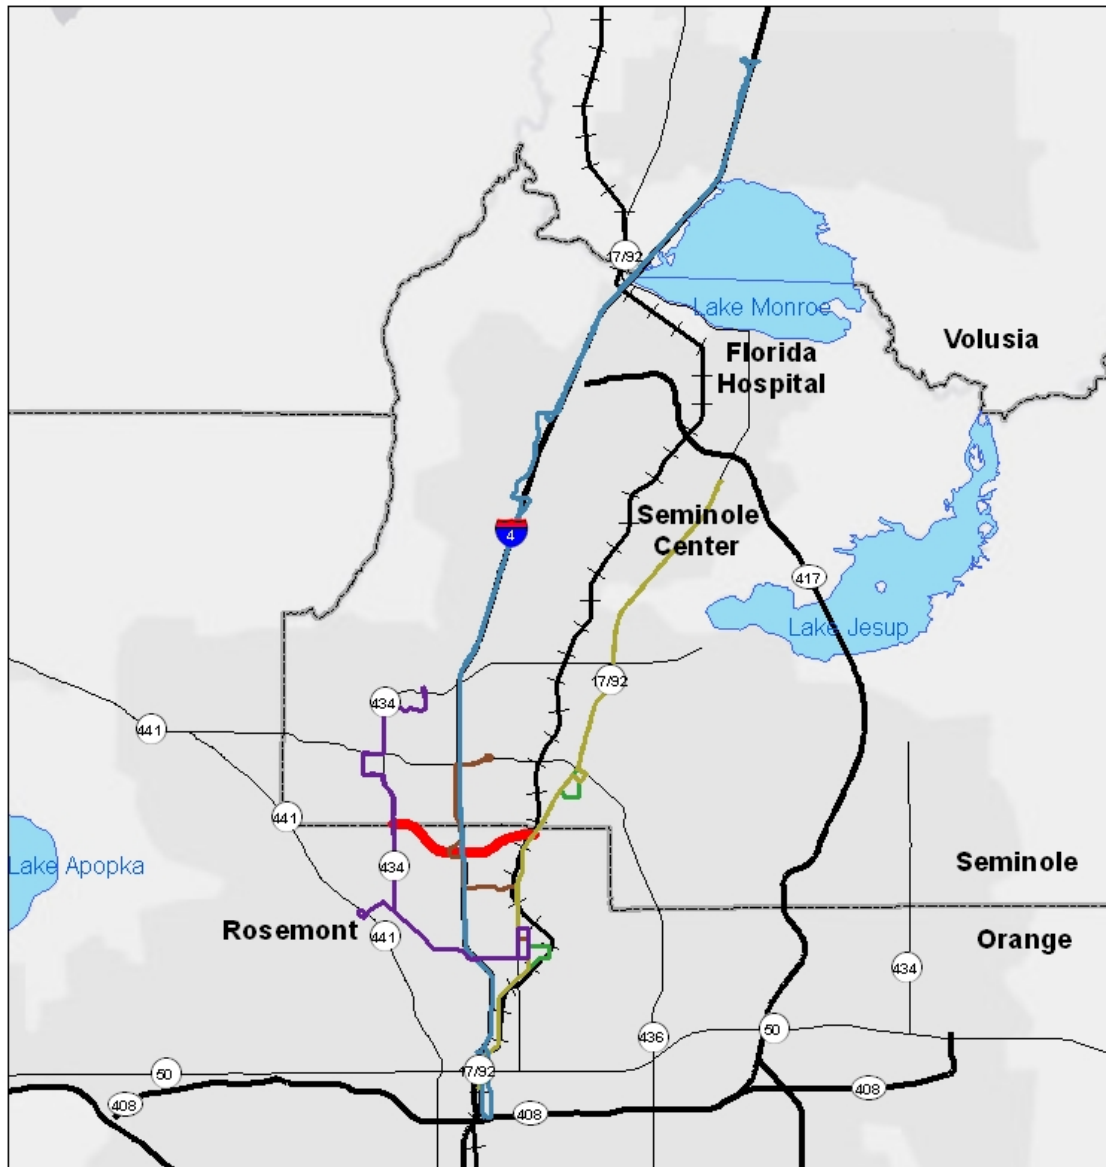 17/92
Lake Monroe
Florida
Hospital
Volusia
Seminole
Center
4
417
Lake Jesup
17/92
434
441
441
434
Lake Apopka
Seminole
Rosemont
441
Orange
434
50
436
50
17/92
408
408
408